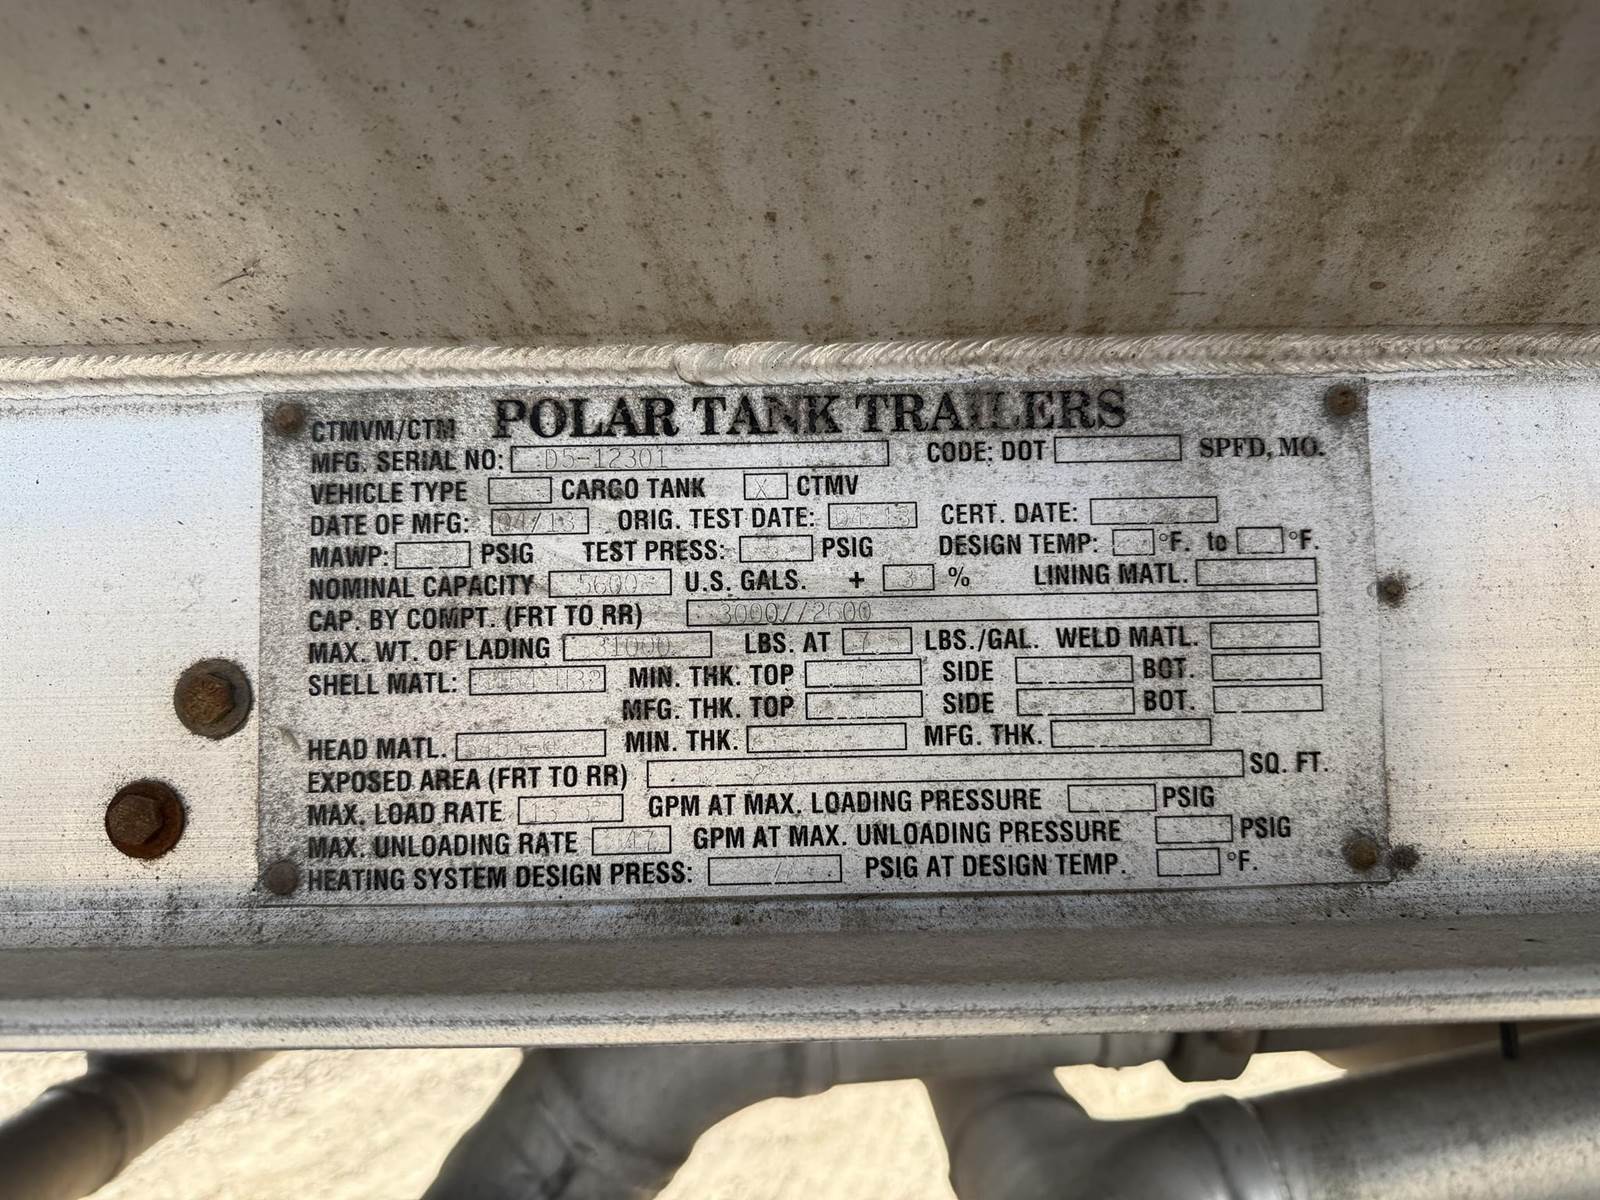 CTMVM/CTM POLAR TANK TRAILERS
MFG. SERIAL NO: D5-12301 CODE: DOT SPFD, MO.
VEHICLE TYPE CARGO TANK X CTMV
DATE OF MFG: 04/13 ORIG. TEST DATE: CERT. DATE:
MAWP: PSIG TEST PRESS: PSIG DESIGN TEMP: °F. to °F.
NOMINAL CAPACITY 5600 U.S. GALS. + 3 % LINING MATL.
CAP. BY COMPT. (FRT TO RR) 3000//2600
MAX. WT. OF LADING LBS. AT LBS./GAL. WELD MATL.
SHELL MATL: MIN. THK. TOP SIDE BOT.
MFG. THK. TOP SIDE BOT.
HEAD MATL. MIN. THK. MFG. THK.
EXPOSED AREA (FRT TO RR) SQ. FT.
MAX. LOAD RATE GPM AT MAX. LOADING PRESSURE PSIG
MAX. UNLOADING RATE GPM AT MAX. UNLOADING PRESSURE PSIG
HEATING SYSTEM DESIGN PRESS: PSIG AT DESIGN TEMP. °F.